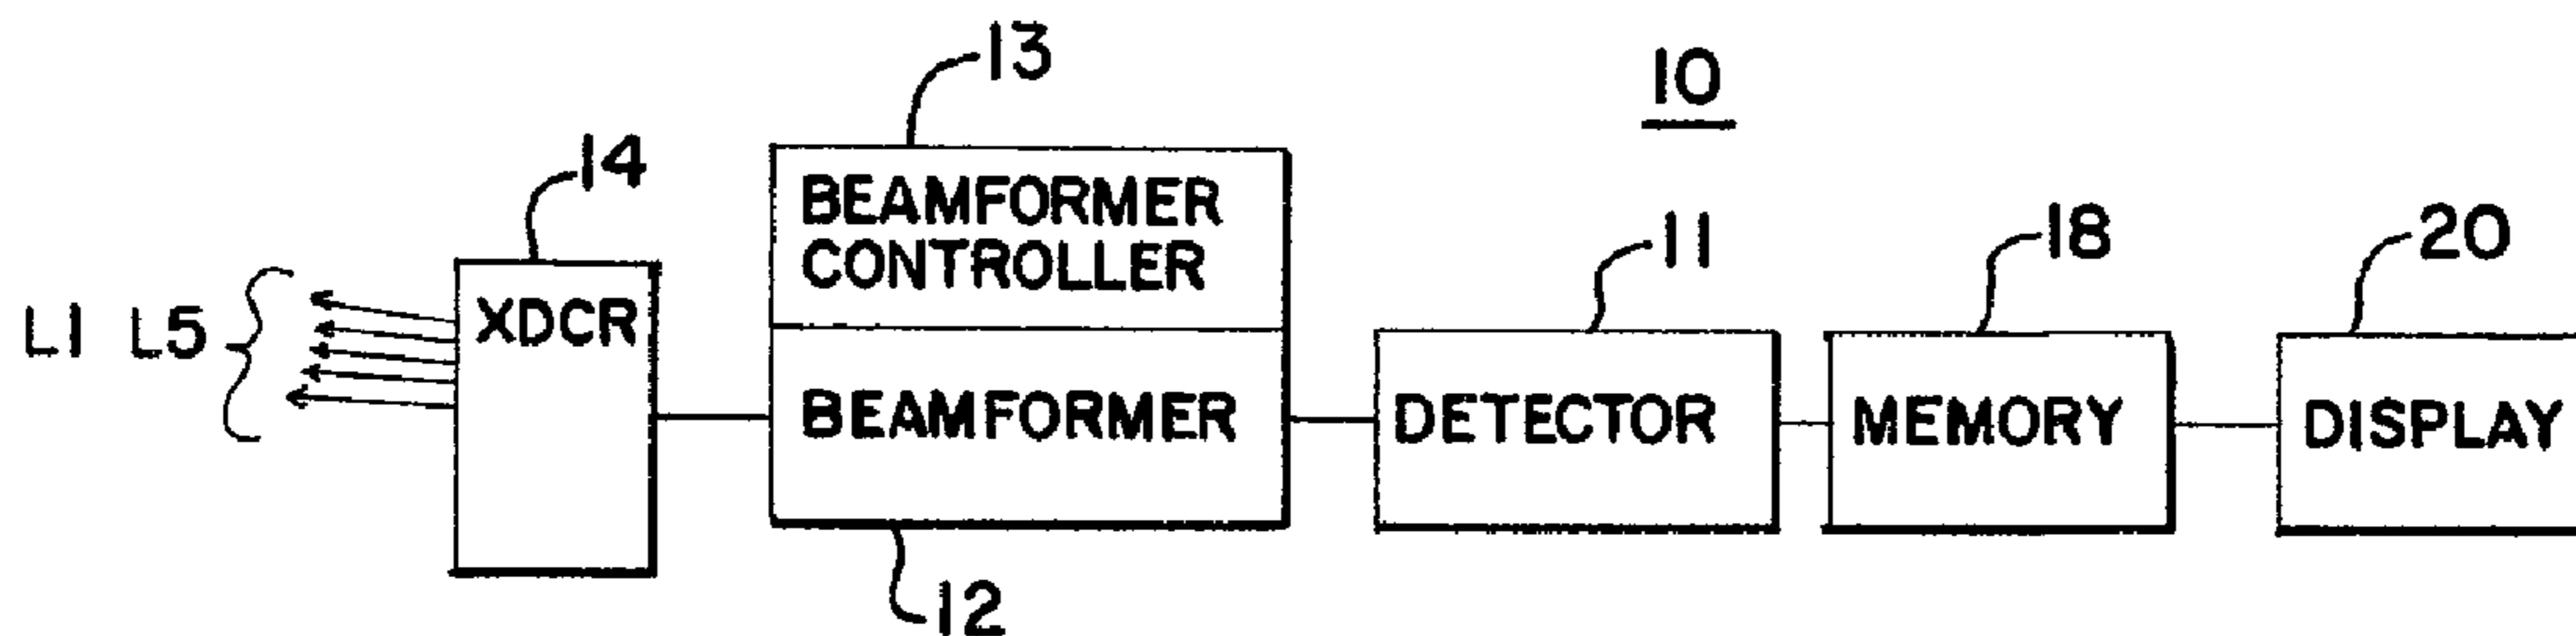 13
10
14
BEAMFORMER
CONTROLLER
11
18
20
L1 L5
XDCR
BEAMFORMER
DETECTOR
MEMORY
DISPLAY
12